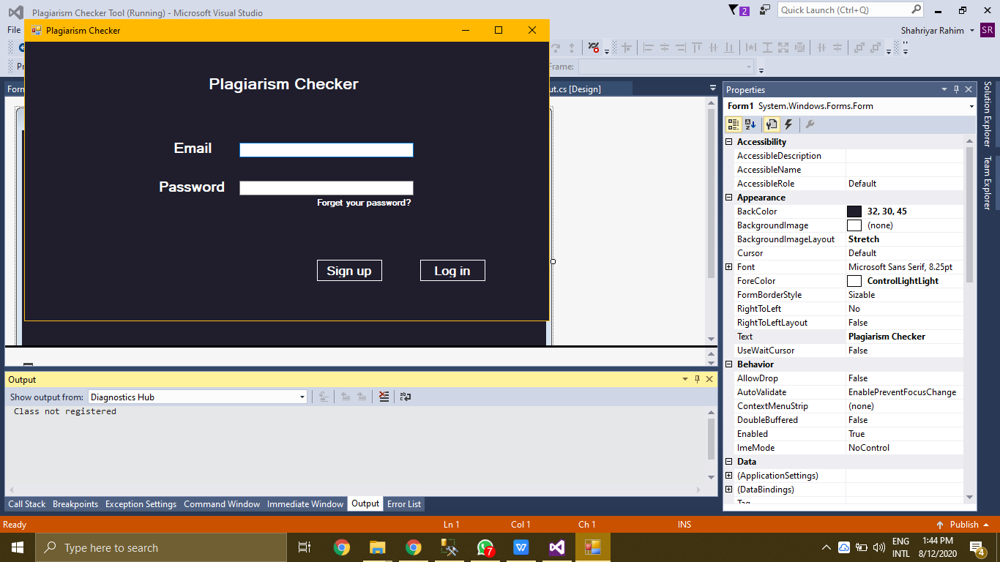 Plagiarism Checker Tool (Running) - Microsoft Visual Studio
2
Quick Launch (Ctrl+Q)
File
Shahriyar Rahim
SR
Plagiarism Checker
Frame:
Form
ut.cs [Design]
Plagiarism Checker
Email
Password
Forget your password?
Sign up
Log in
Properties
Form1 System.Windows.Forms.Form
Accessibility
AccessibleDescription
AccessibleName
AccessibleRole Default
Appearance
BackColor 32, 30, 45
BackgroundImage (none)
BackgroundImageLayout Stretch
Cursor Default
Font Microsoft Sans Serif, 8.25pt
ForeColor ControlLightLight
FormBorderStyle Sizable
RightToLeft No
RightToLeftLayout False
Text Plagiarism Checker
UseWaitCursor False
Behavior
AllowDrop False
AutoValidate EnablePreventFocusChange
ContextMenuStrip (none)
DoubleBuffered False
Enabled True
ImeMode NoControl
Data
(ApplicationSettings)
(DataBindings)
Solution Explorer
Team Explorer
Output
Show output from: Diagnostics Hub
Class not registered
Call Stack Breakpoints Exception Settings Command Window Immediate Window Output Error List
Ready Ln 1 Col 1 Ch 1 INS Publish
Type here to search
7
ENG
INTL
1:44 PM
8/12/2020
4